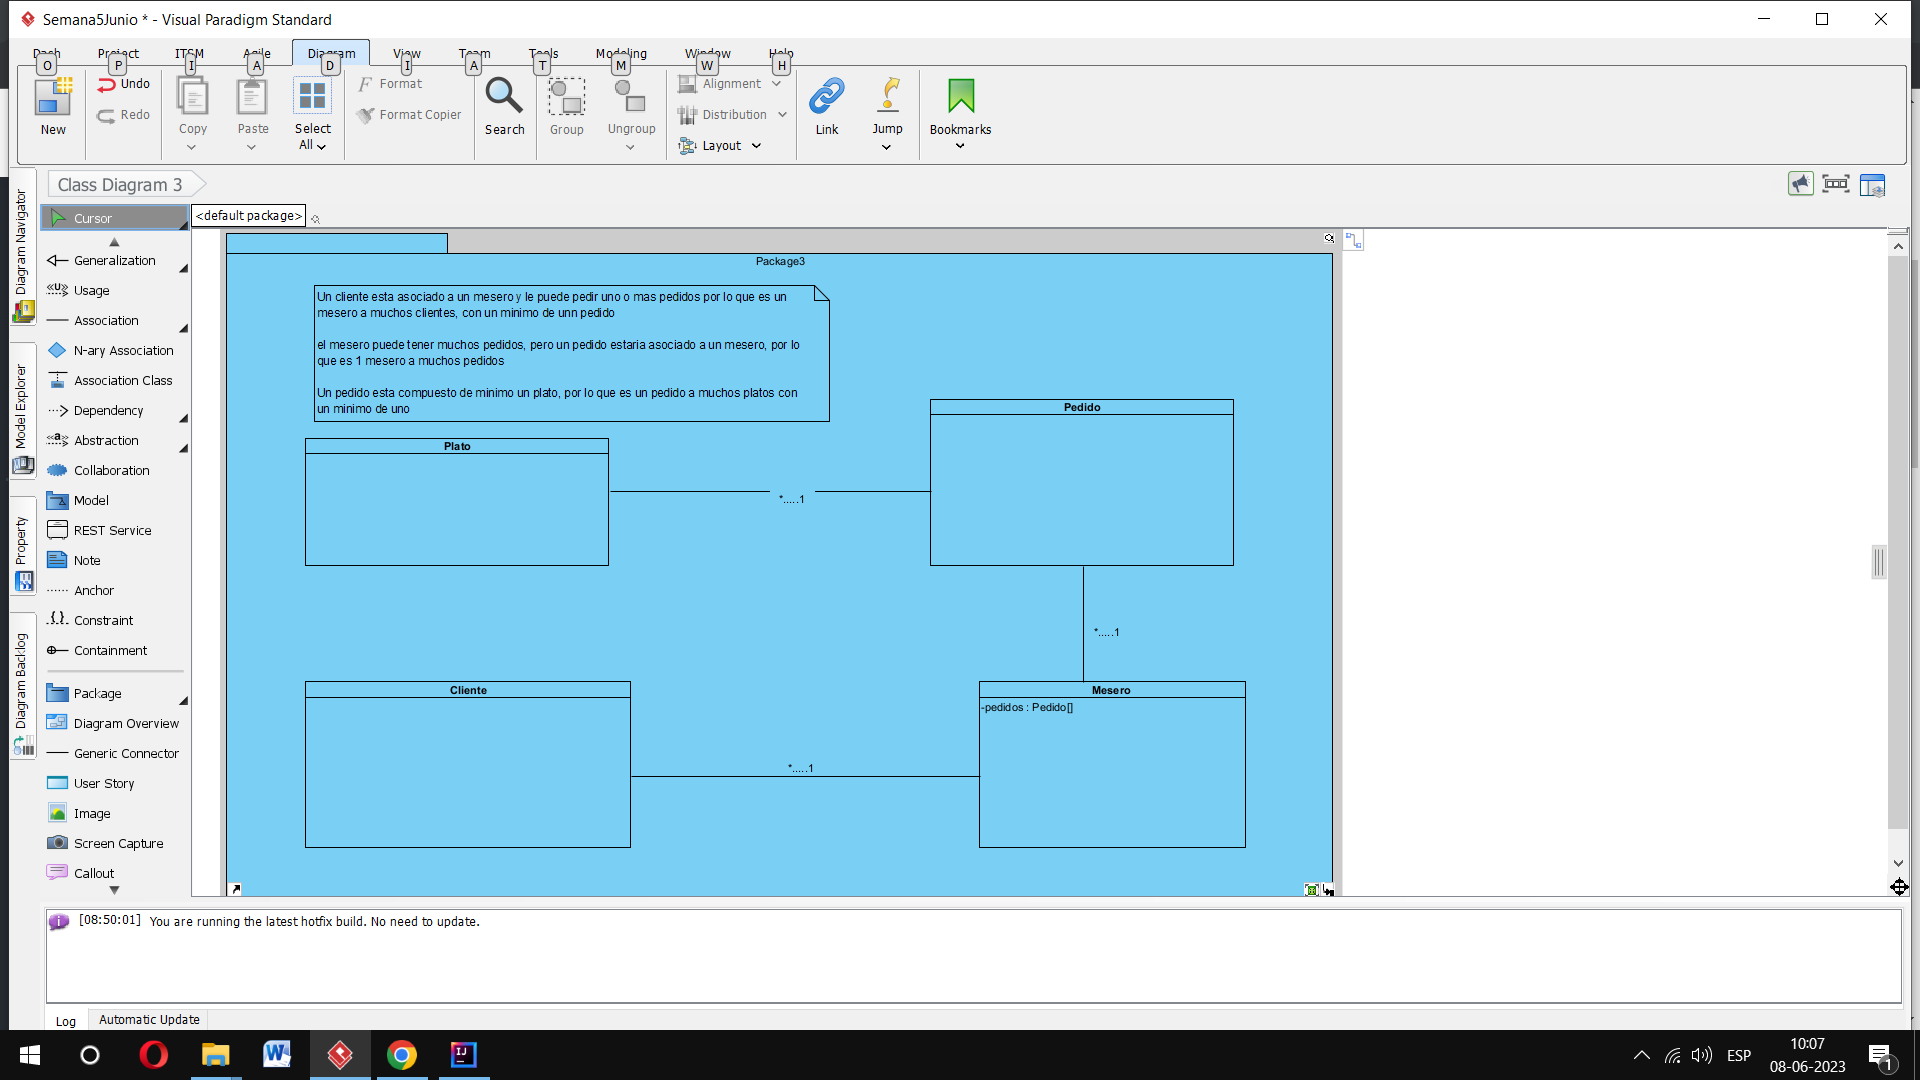 Semana5Junio * - Visual Paradigm Standard
Dash Project ITSM Agile Diagram View Team Tools Modeling Window Help
O P I A D I A T M W H
New
Undo
Redo
Copy
Paste
Select
All
Format
Format Copier
Search
Group
Ungroup
Alignment
Distribution
Layout
Link
Jump
Bookmarks
Class Diagram 3
Diagram Navigator
Model Explorer
Property
Diagram Backlog
Cursor
<default package>
Generalization
Usage
Association
N-ary Association
Association Class
Dependency
Abstraction
Collaboration
Model
REST Service
Note
Anchor
Constraint
Containment
Package
Diagram Overview
Generic Connector
User Story
Image
Screen Capture
Callout
Package3
Un cliente esta asociado a un mesero y le puede pedir uno o mas pedidos por lo que es un
mesero a muchos clientes, con un minimo de unn pedido
el mesero puede tener muchos pedidos, pero un pedido estaria asociado a un mesero, por lo
que es 1 mesero a muchos pedidos
Un pedido esta compuesto de minimo un plato, por lo que es un pedido a muchos platos con
un minimo de uno
Pedido
Plato
*.....1
*.....1
Cliente
Mesero
-pedidos : Pedido[]
*.....1
[08:50:01] You are running the latest hotfix build. No need to update.
Log
Automatic Update
ESP
10:07
08-06-2023
1